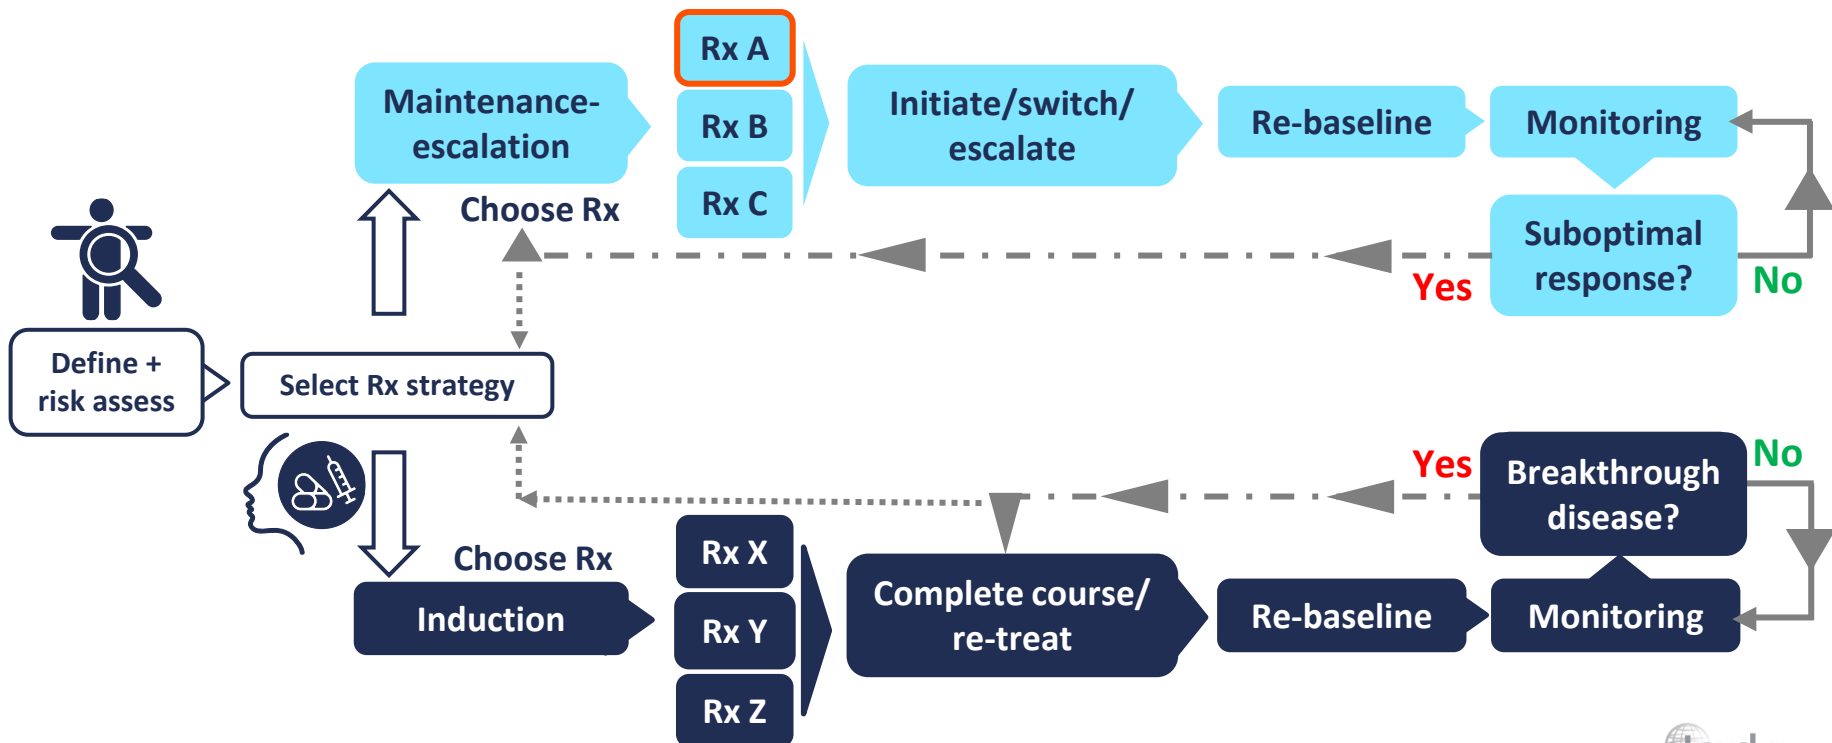 Rx A
Maintenance-
escalation
Rx B
Rx C
Initiate/switch/
escalate
Re-baseline
Monitoring
Choose Rx
Suboptimal
response?
Yes
No
Define +
risk assess
Select Rx strategy
Yes
Breakthrough
disease?
No
Choose Rx
Induction
Rx X
Rx Y
Rx Z
Complete course/
re-treat
Re-baseline
Monitoring